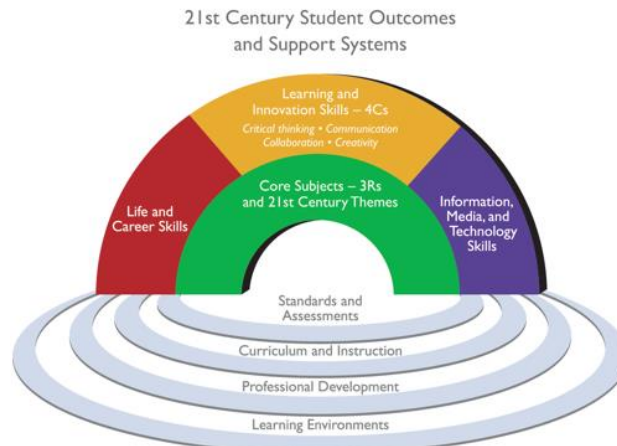 21st Century Student Outcomes
and Support Systems
Learning and
Innovation Skills – 4Cs
Critical thinking • Communication
Collaboration • Creativity
Core Subjects – 3Rs
and 21st Century Themes
Life and
Career Skills
Information,
Media, and
Technology
Skills
Standards and
Assessments
Curriculum and Instruction
Professional Development
Learning Environments